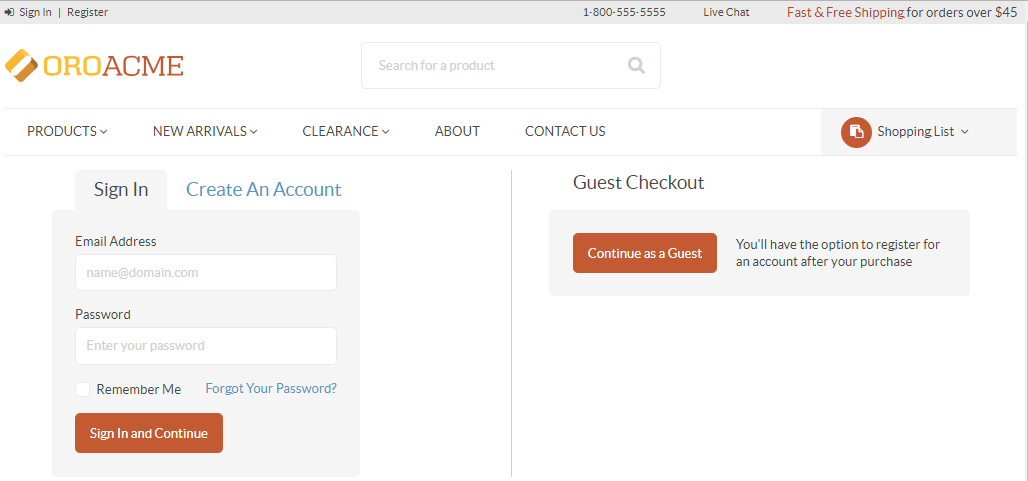 Sign In | Register
1-800-555-5555
Live Chat
Fast & Free Shipping for orders over $45
OROACME
Search for a product
PRODUCTS
NEW ARRIVALS
CLEARANCE
ABOUT
CONTACT US
Shopping List
Sign In
Create An Account
Email Address
name@domain.com
Password
Enter your password
Remember Me
Forgot Your Password?
Sign In and Continue
Guest Checkout
Continue as a Guest
You'll have the option to register for
an account after your purchase